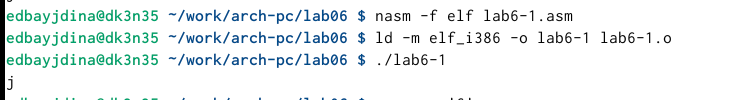 edbayjdina@dk3n35 ~/work/arch-pc/lab06 $ nasm -f elf lab6-1.asm
edbayjdina@dk3n35 ~/work/arch-pc/lab06 $ ld -m elf_i386 -o lab6-1 lab6-1.o
edbayjdina@dk3n35 ~/work/arch-pc/lab06 $ ./lab6-1
j